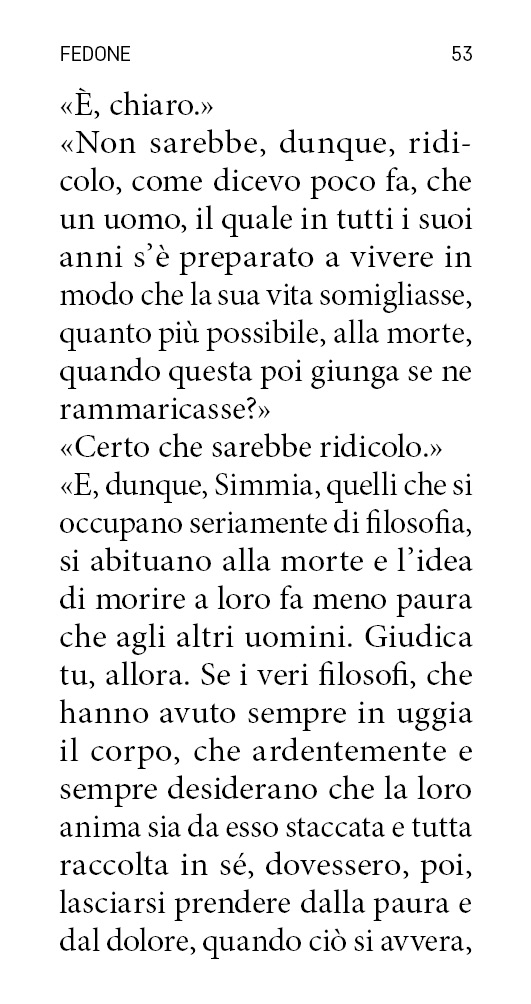 FEDONE 53
«È, chiaro.»
«Non sarebbe, dunque, ridi-
colo, come dicevo poco fa, che
un uomo, il quale in tutti i suoi
anni s’è preparato a vivere in
modo che la sua vita somigliasse,
quanto più possibile, alla morte,
quando questa poi giunga se ne
rammaricasse?»
«Certo che sarebbe ridicolo.»
«E, dunque, Simmia, quelli che si
occupano seriamente di filosofia,
si abituano alla morte e l’idea
di morire a loro fa meno paura
che agli altri uomini. Giudica
tu, allora. Se i veri filosofi, che
hanno avuto sempre in uggia
il corpo, che ardentemente e
sempre desiderano che la loro
anima sia da esso staccata e tutta
raccolta in sé, dovessero, poi,
lasciarsi prendere dalla paura e
dal dolore, quando ciò si avvera,